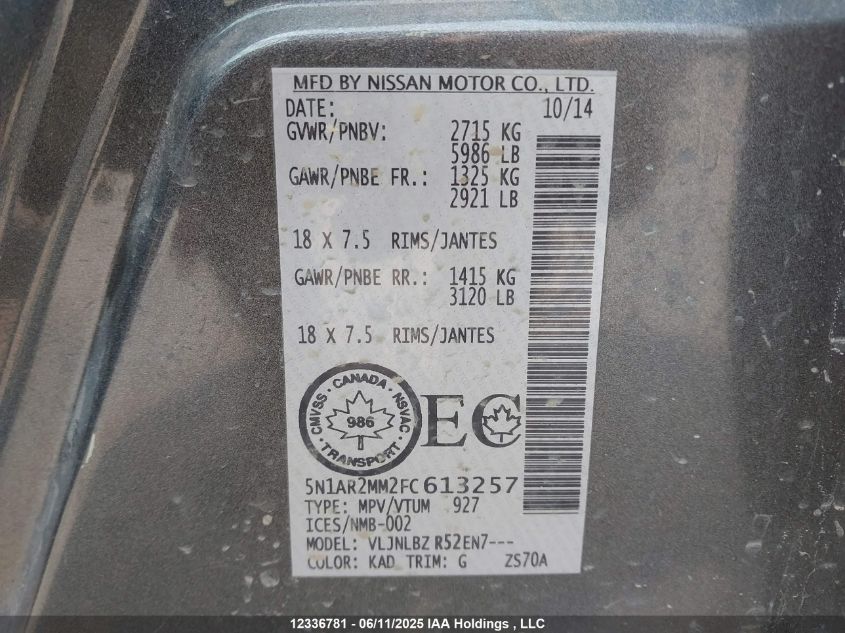 MFD BY NISSAN MOTOR CO., LTD.
DATE: 10/14
GVWR/PNBV: 2715 KG
5986 LB
GAWR/PNBE FR.: 1325 KG
2921 LB
18 X 7.5 RIMS/JANTES
GAWR/PNBE RR.: 1415 KG
3120 LB
18 X 7.5 RIMS/JANTES
CMVSS · CANADA · NSVAC
986
· TRANSPORT ·
EC
5N1AR2MM2FC613257
TYPE: MPV/VTUM 927
ICES/NMB-002
MODEL: VLJNLBZ R52EN7---
COLOR: KAD TRIM: G ZS70A
12336781 - 06/11/2025 IAA Holdings , LLC